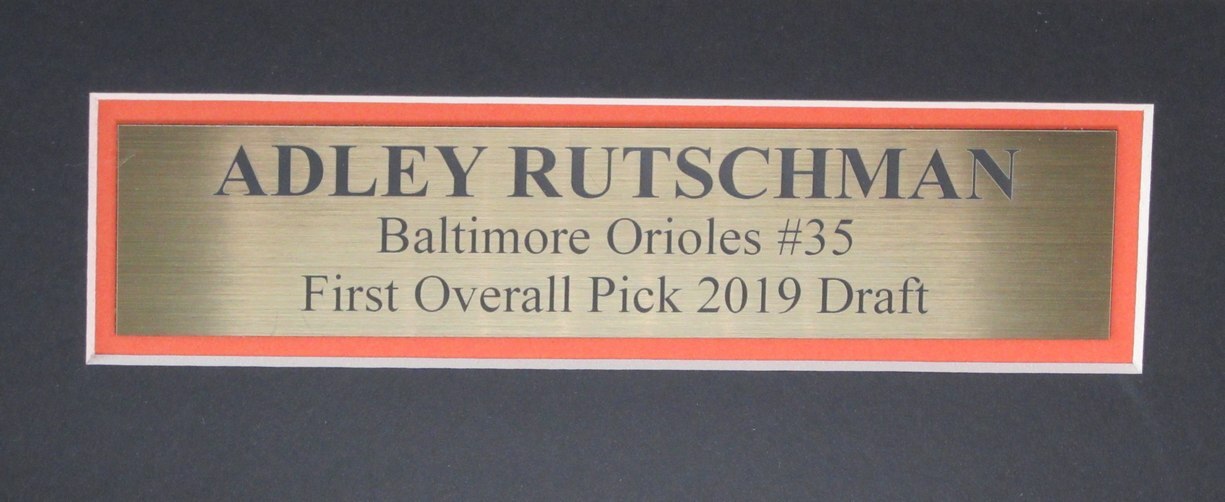 ADLEY RUTSCHMAN
Baltimore Orioles #35
First Overall Pick 2019 Draft